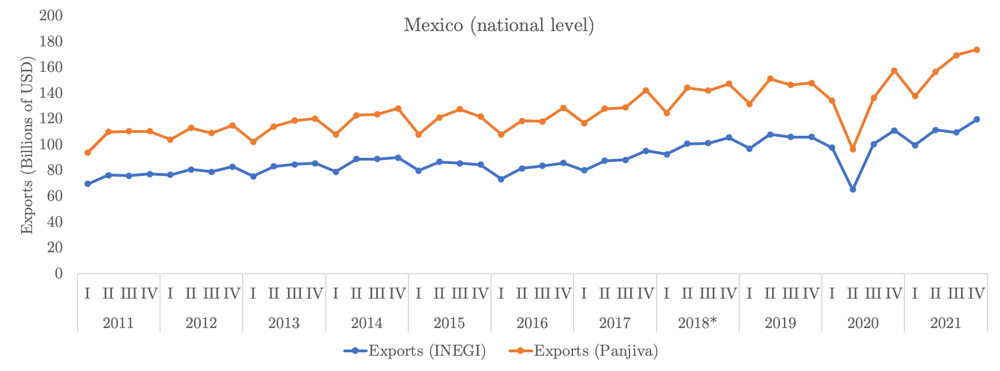 Mexico (national level)
Exports (Billions of USD)
200
180
160
140
120
100
80
60
40
20
0
I II III IV I II III IV I II III IV I II III IV I II III IV I II III IV I II III IV I II III IV I II III IV I II III IV I II III IV
2011 2012 2013 2014 2015 2016 2017 2018* 2019 2020 2021
Exports (INEGI) Exports (Panjiva)